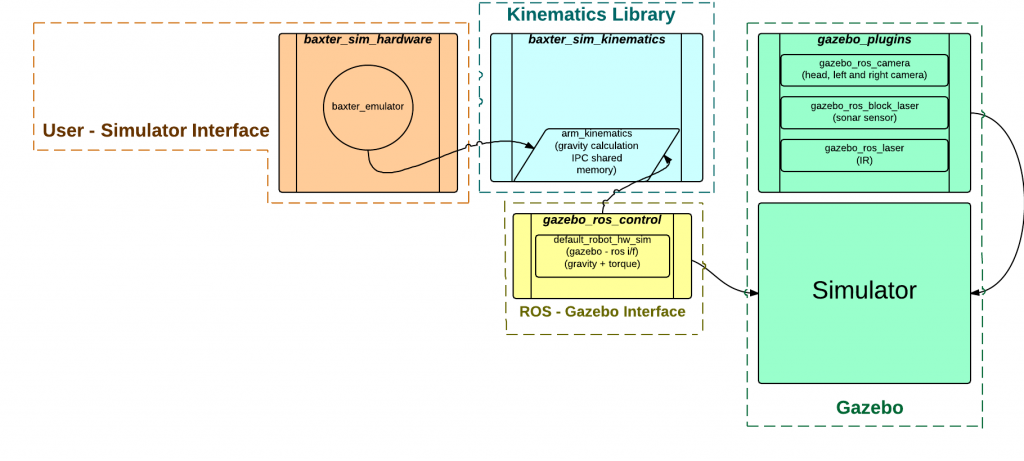 Kinematics Library
baxter_sim_hardware
baxter_emulator
User - Simulator Interface
baxter_sim_kinematics
arm_kinematics
(gravity calculation
IPC shared
memory)
gazebo_ros_control
default_robot_hw_sim
(gazebo - ros i/f)
(gravity + torque)
ROS - Gazebo Interface
gazebo_plugins
gazebo_ros_camera
(head, left and right camera)
gazebo_ros_block_laser
(sonar sensor)
gazebo_ros_laser
(IR)
Simulator
Gazebo